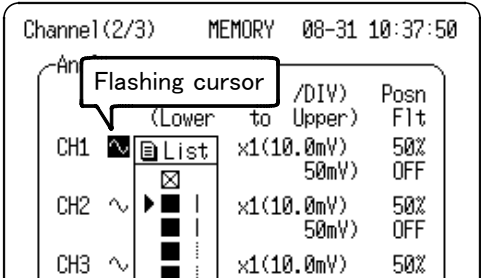 Channel(2/3) MEMORY 08-31 10:37:50
An
Flashing cursor
/DIV) Posn
(Lower to Upper) Flt
CH1 List x1(10.0mV) 50%
50mV) OFF
CH2 x1(10.0mV) 50%
50mV) OFF
CH3 x1(10.0mV) 50%